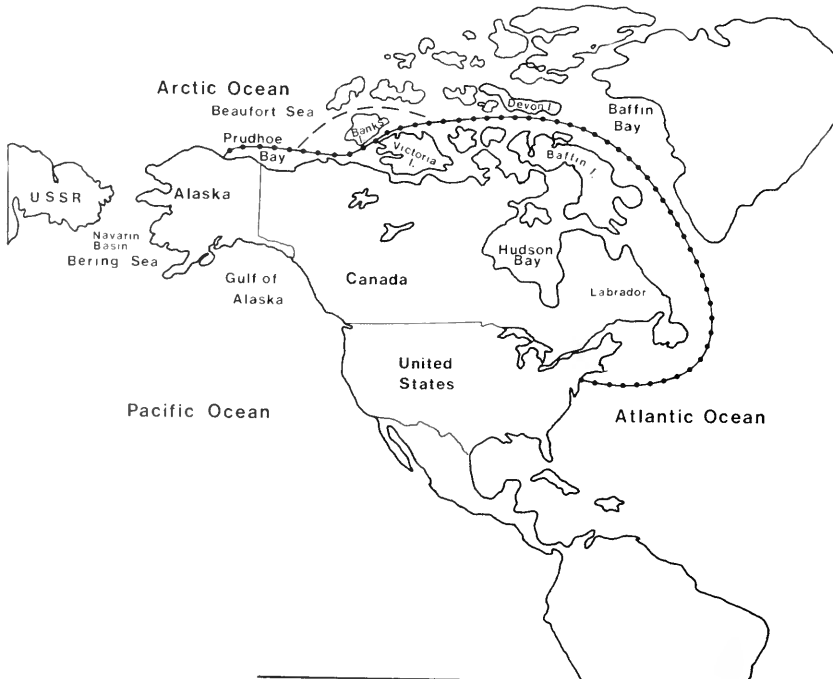 Arctic Ocean
Beaufort Sea
Prudhoe
Bay
Banks
I.
Victoria
I.
Devon I.
Baffin I.
Baffin
Bay
USSR
Alaska
Navarin
Basin
Bering Sea
Gulf of
Alaska
Canada
Hudson
Bay
Labrador
United
States
Pacific Ocean
Atlantic Ocean